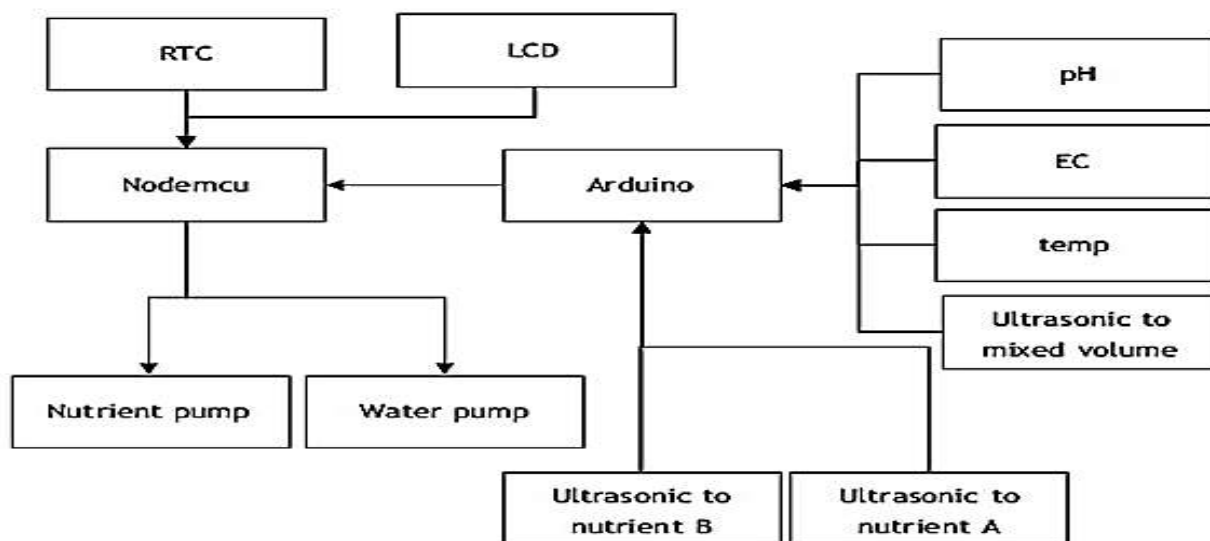 RTC
LCD
pH
EC
Nodemcu
Arduino
temp
Ultrasonic to
mixed volume
Nutrient pump
Water pump
Ultrasonic to
nutrient B
Ultrasonic to
nutrient A